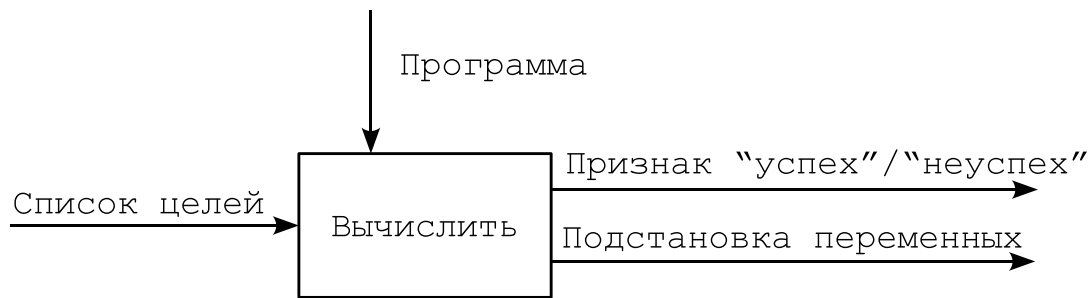 Программа
Признак “успех”/“неуспех”
Список целей
Вычислить
Подстановка переменных